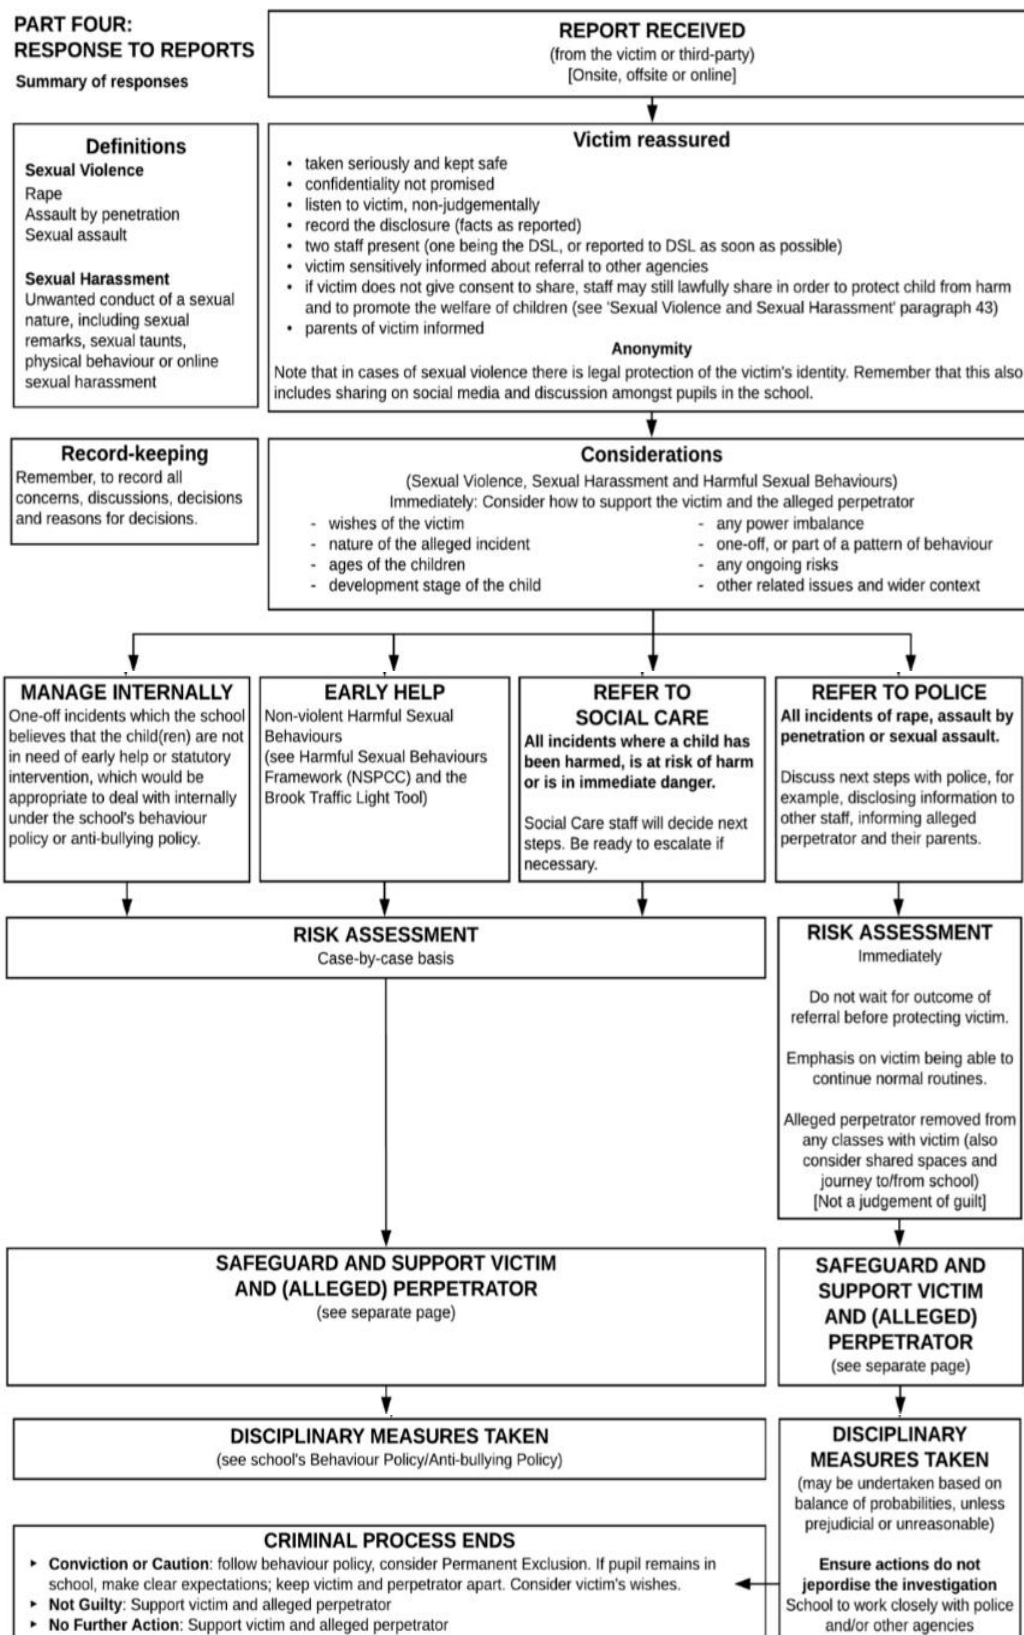 PART FOUR:
RESPONSE TO REPORTS
Summary of responses
REPORT RECEIVED
(from the victim or third-party)
[Onsite, offsite or online]
Definitions
Sexual Violence
Rape
Assault by penetration
Sexual assault
Sexual Harassment
Unwanted conduct of a sexual
nature, including sexual
remarks, sexual taunts,
physical behaviour or online
sexual harassment
Victim reassured
• taken seriously and kept safe
• confidentiality not promised
• listen to victim, non-judgementally
• record the disclosure (facts as reported)
• two staff present (one being the DSL, or reported to DSL as soon as possible)
• victim sensitively informed about referral to other agencies
• if victim does not give consent to share, staff may still lawfully share in order to protect child from harm
and to promote the welfare of children (see 'Sexual Violence and Sexual Harassment' paragraph 43)
• parents of victim informed
Anonymity
Note that in cases of sexual violence there is legal protection of the victim's identity. Remember that this also
includes sharing on social media and discussion amongst pupils in the school.
Record-keeping
Remember, to record all
concerns, discussions, decisions
and reasons for decisions.
Considerations
(Sexual Violence, Sexual Harassment and Harmful Sexual Behaviours)
Immediately: Consider how to support the victim and the alleged perpetrator
- wishes of the victim
- nature of the alleged incident
- ages of the children
- development stage of the child
- any power imbalance
- one-off, or part of a pattern of behaviour
- any ongoing risks
- other related issues and wider context
MANAGE INTERNALLY
One-off incidents which the school
believes that the child(ren) are not
in need of early help or statutory
intervention, which would be
appropriate to deal with internally
under the school's behaviour
policy or anti-bullying policy.
EARLY HELP
Non-violent Harmful Sexual
Behaviours
(see Harmful Sexual Behaviours
Framework (NSPCC) and the
Brook Traffic Light Tool)
REFER TO
SOCIAL CARE
All incidents where a child has
been harmed, is at risk of harm
or is in immediate danger.
Social Care staff will decide next
steps. Be ready to escalate if
necessary.
REFER TO POLICE
All incidents of rape, assault by
penetration or sexual assault.
Discuss next steps with police, for
example, disclosing information to
other staff, informing alleged
perpetrator and their parents.
RISK ASSESSMENT
Case-by-case basis
RISK ASSESSMENT
Immediately
Do not wait for outcome of
referral before protecting victim.
Emphasis on victim being able to
continue normal routines.
Alleged perpetrator removed from
any classes with victim (also
consider shared spaces and
journey to/from school)
[Not a judgement of guilt]
SAFEGUARD AND SUPPORT VICTIM
AND (ALLEGED) PERPETRATOR
(see separate page)
SAFEGUARD AND
SUPPORT VICTIM
AND (ALLEGED)
PERPETRATOR
(see separate page)
DISCIPLINARY MEASURES TAKEN
(see school's Behaviour Policy/Anti-bullying Policy)
DISCIPLINARY
MEASURES TAKEN
(may be undertaken based on
balance of probabilities, unless
prejudicial or unreasonable)
Ensure actions do not
jepordise the investigation
School to work closely with police
and/or other agencies
CRIMINAL PROCESS ENDS
‣ Conviction or Caution: follow behaviour policy, consider Permanent Exclusion. If pupil remains in
school, make clear expectations; keep victim and perpetrator apart. Consider victim's wishes.
‣ Not Guilty: Support victim and alleged perpetrator
‣ No Further Action: Support victim and alleged perpetrator